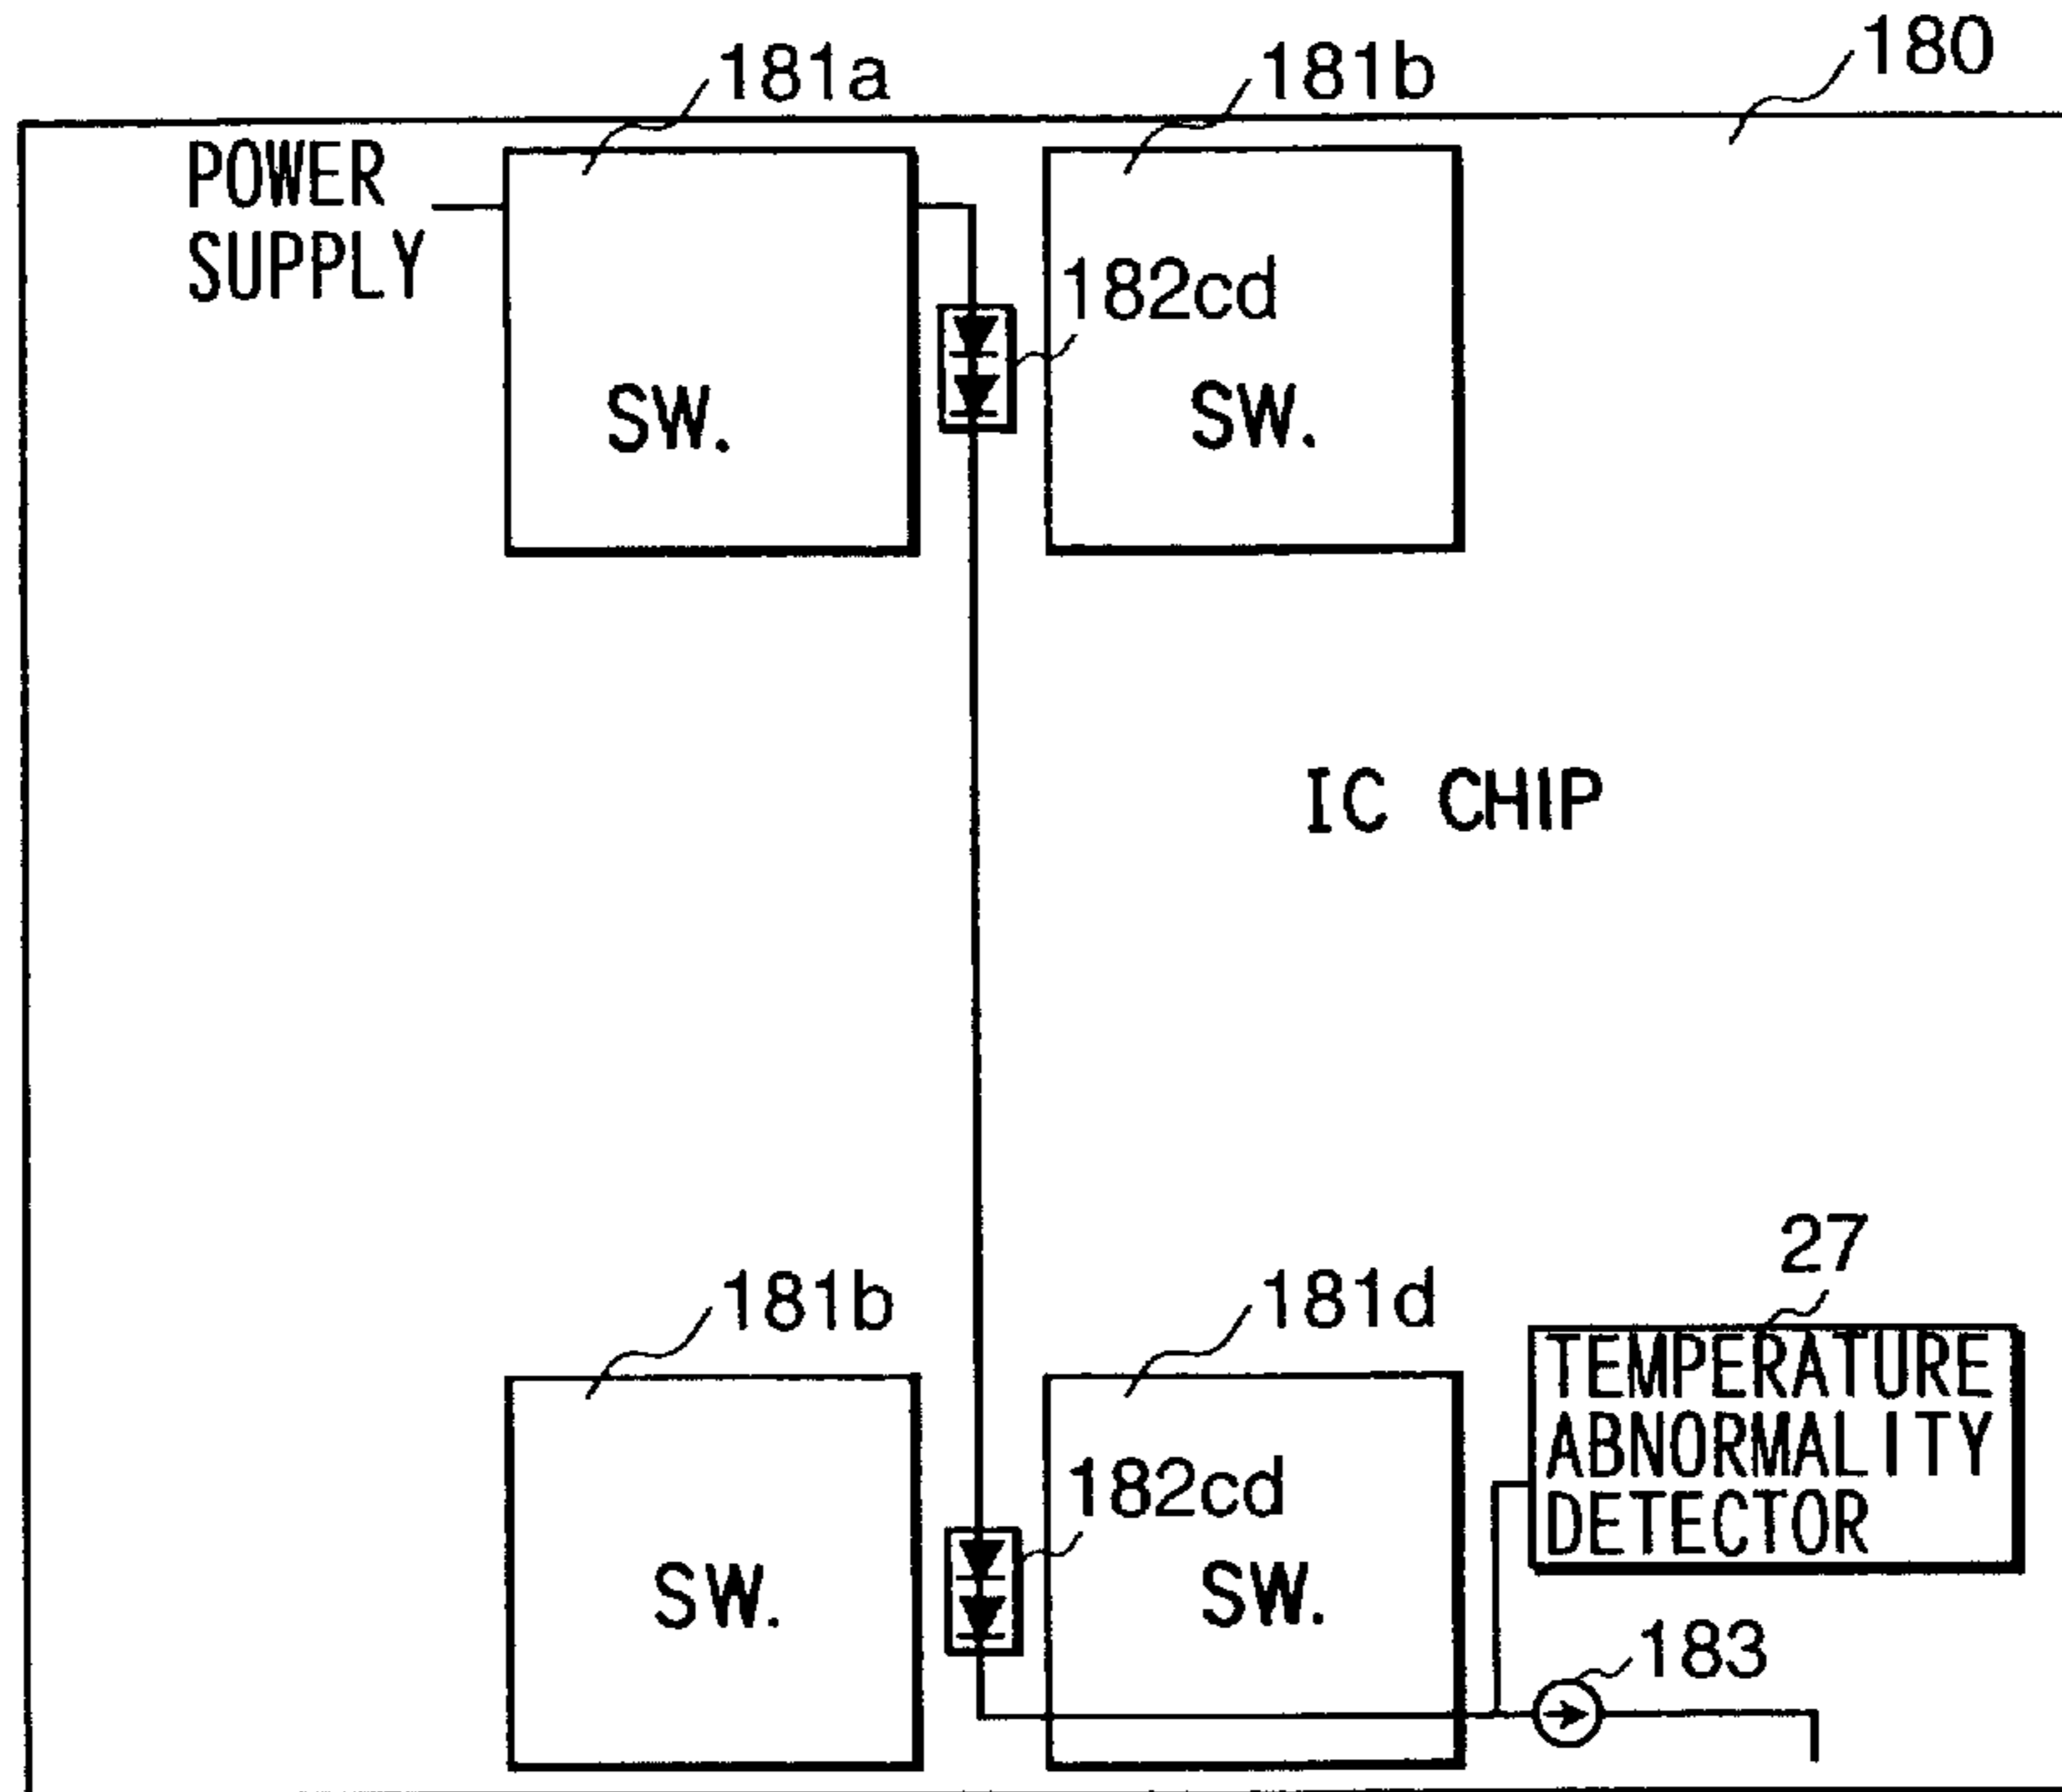 180
181a
181b
POWER
SUPPLY
182cd
SW.
SW.
IC CHIP
27
181b
181d
TEMPERATURE
ABNORMALITY
DETECTOR
182cd
SW.
SW.
183